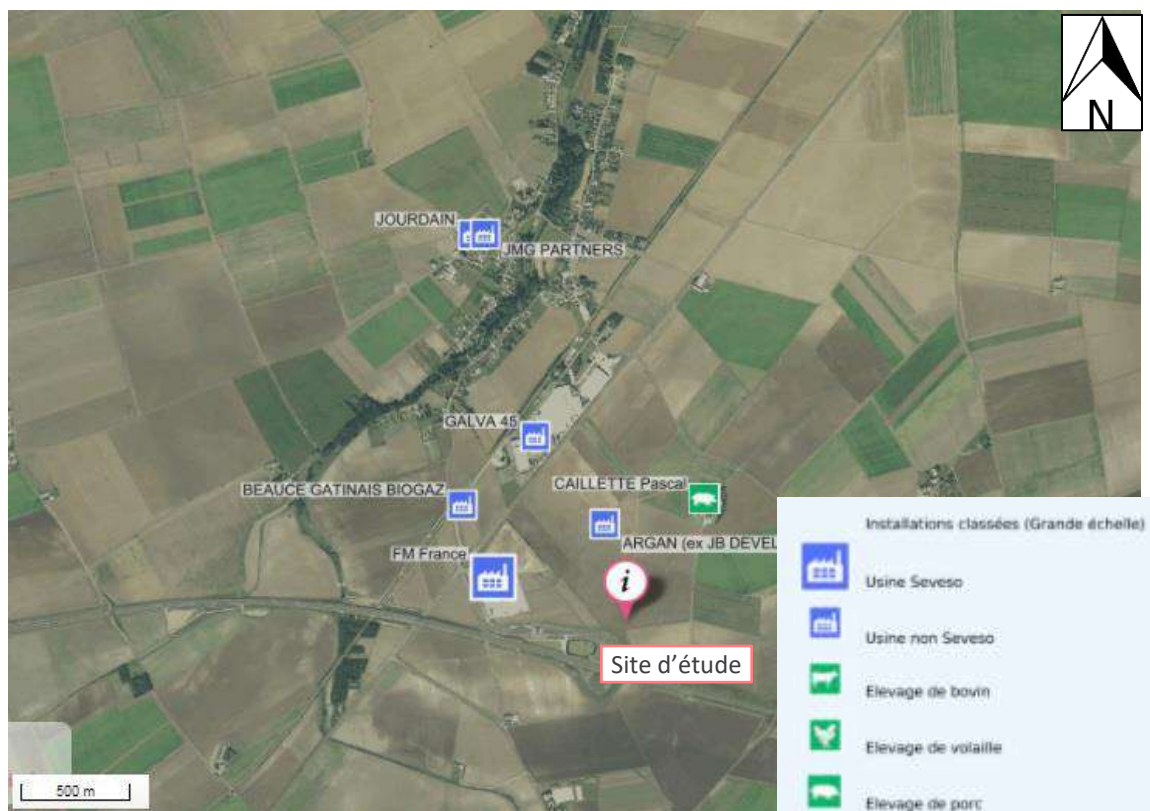 N
JOURDAIN
JMG PARTNERS
GALVA 45
BEAUCE GATINAIS BIOGAZ
CAILLETTE Pascal
ARGAN (ex JB DEVEL
FM France
i
Site d'étude
500 m
Installations classées (Grande échelle)
Usine Seveso
Usine non Seveso
Elevage de bovin
Elevage de volaille
Elevage de porc